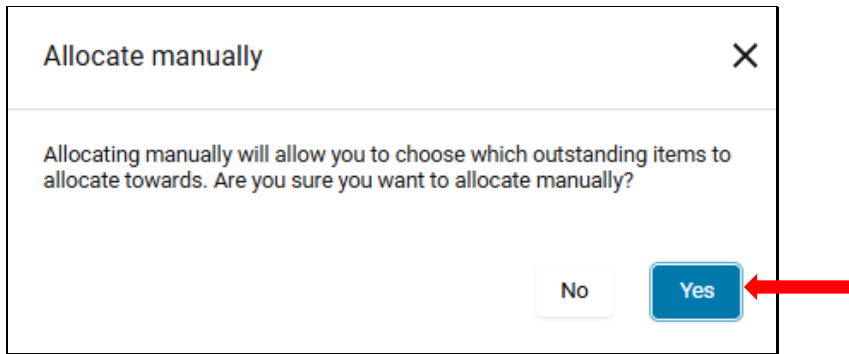 Allocate manually
Allocating manually will allow you to choose which outstanding items to
allocate towards. Are you sure you want to allocate manually?
No
Yes